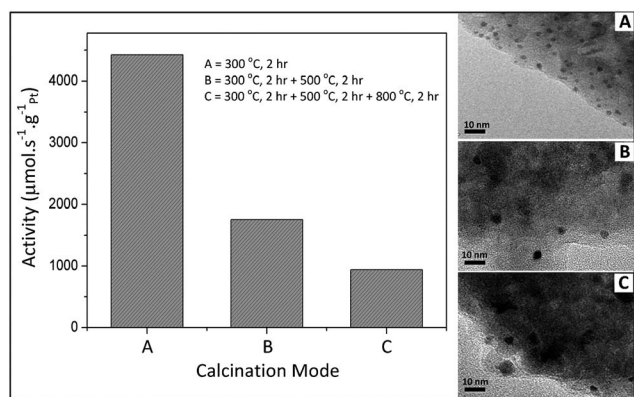 4000
3000
2000
1000
0
Activity (µmol.s⁻¹.g⁻¹Pt)
A = 300 °C, 2 hr
B = 300 °C, 2 hr + 500 °C, 2 hr
C = 300 °C, 2 hr + 500 °C, 2 hr + 800 °C, 2 hr
A
B
C
Calcination Mode
A
10 nm
B
10 nm
C
10 nm